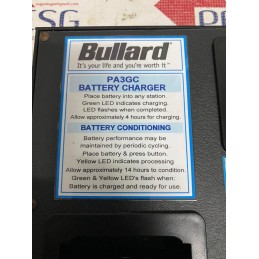 SG
PRES
Bullard
It's your life and you're worth it™
PA3GC
BATTERY CHARGER
Place battery into any station.
Green LED indicates charging.
LED flashes when completed.
Allow approximately 4 hours for charging.
BATTERY CONDITIONING
Battery performance may be
maintained by periodic cycling.
Place battery & press button.
Yellow LED indicates processing
Allow approximately 14 hours to condition.
Green & Yellow LED's flash when:
Battery is charged and ready for use.